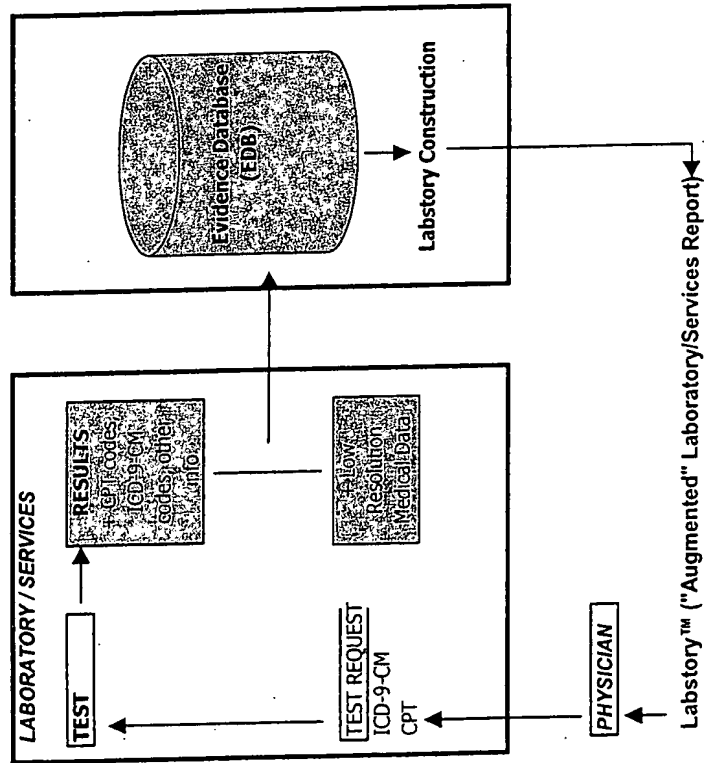 LABORATORY / SERVICES
TEST
RESULTS
+ CPT codes,
ICD-9-CM
codes, other
info
TEST REQUEST
ICD-9-CM
CPT
+ Low
Resolution
Medical Data
PHYSICIAN
Evidence Database
(EDB)
Labstory Construction
Labstory™ ("Augmented" Laboratory/Services Report)